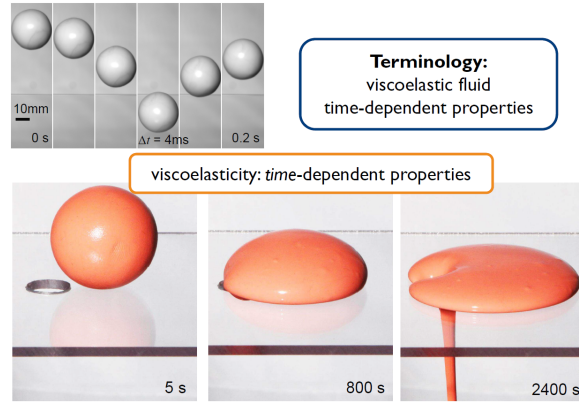 10mm
0 s
Δt = 4ms
0.2 s
Terminology:
viscoelastic fluid
time-dependent properties
viscoelasticity: time-dependent properties
5 s
800 s
2400 s